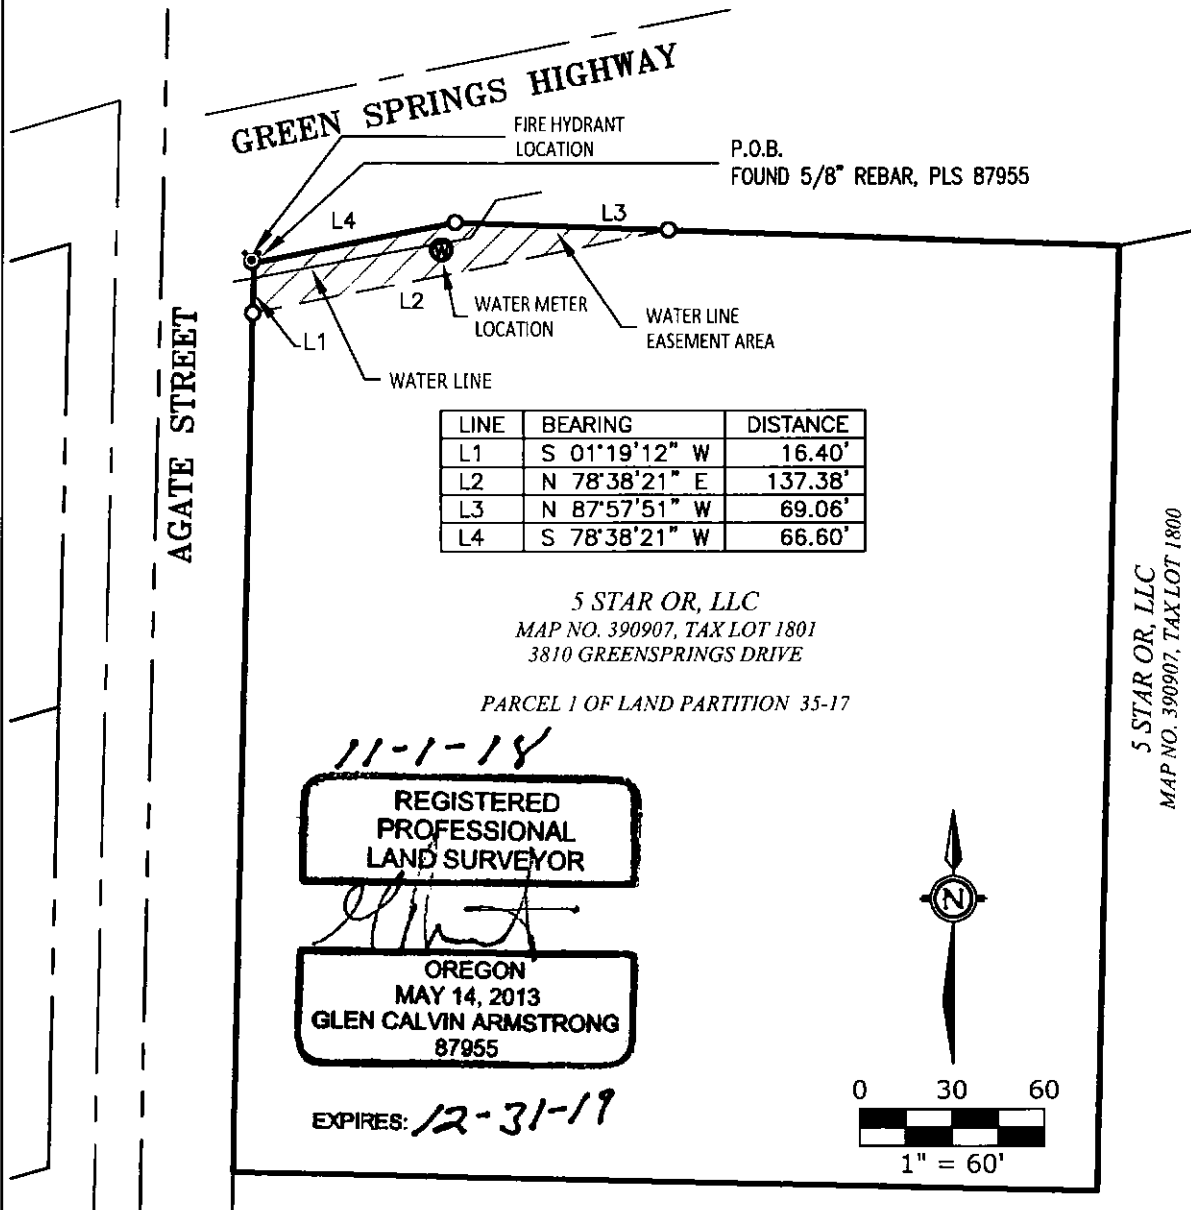 GREEN SPRINGS HIGHWAY
FIRE HYDRANT
LOCATION
P.O.B.
FOUND 5/8" REBAR, PLS 87955
L4
L3
L2
L1
WATER METER
LOCATION
WATER LINE
EASEMENT AREA
WATER LINE
W
AGATE STREET
LINE BEARING DISTANCE
L1 S 01°19'12" W 16.40'
L2 N 78°38'21" E 137.38'
L3 N 87°57'51" W 69.06'
L4 S 78°38'21" W 66.60'
5 STAR OR, LLC
MAP NO. 390907, TAX LOT 1801
3810 GREENSPRINGS DRIVE
PARCEL 1 OF LAND PARTITION 35-17
5 STAR OR, LLC
MAP NO. 390907, TAX LOT 1800
11-1-18
REGISTERED
PROFESSIONAL
LAND SURVEYOR
OREGON
MAY 14, 2013
GLEN CALVIN ARMSTRONG
87955
EXPIRES: 12-31-19
N
0 30 60
1" = 60'